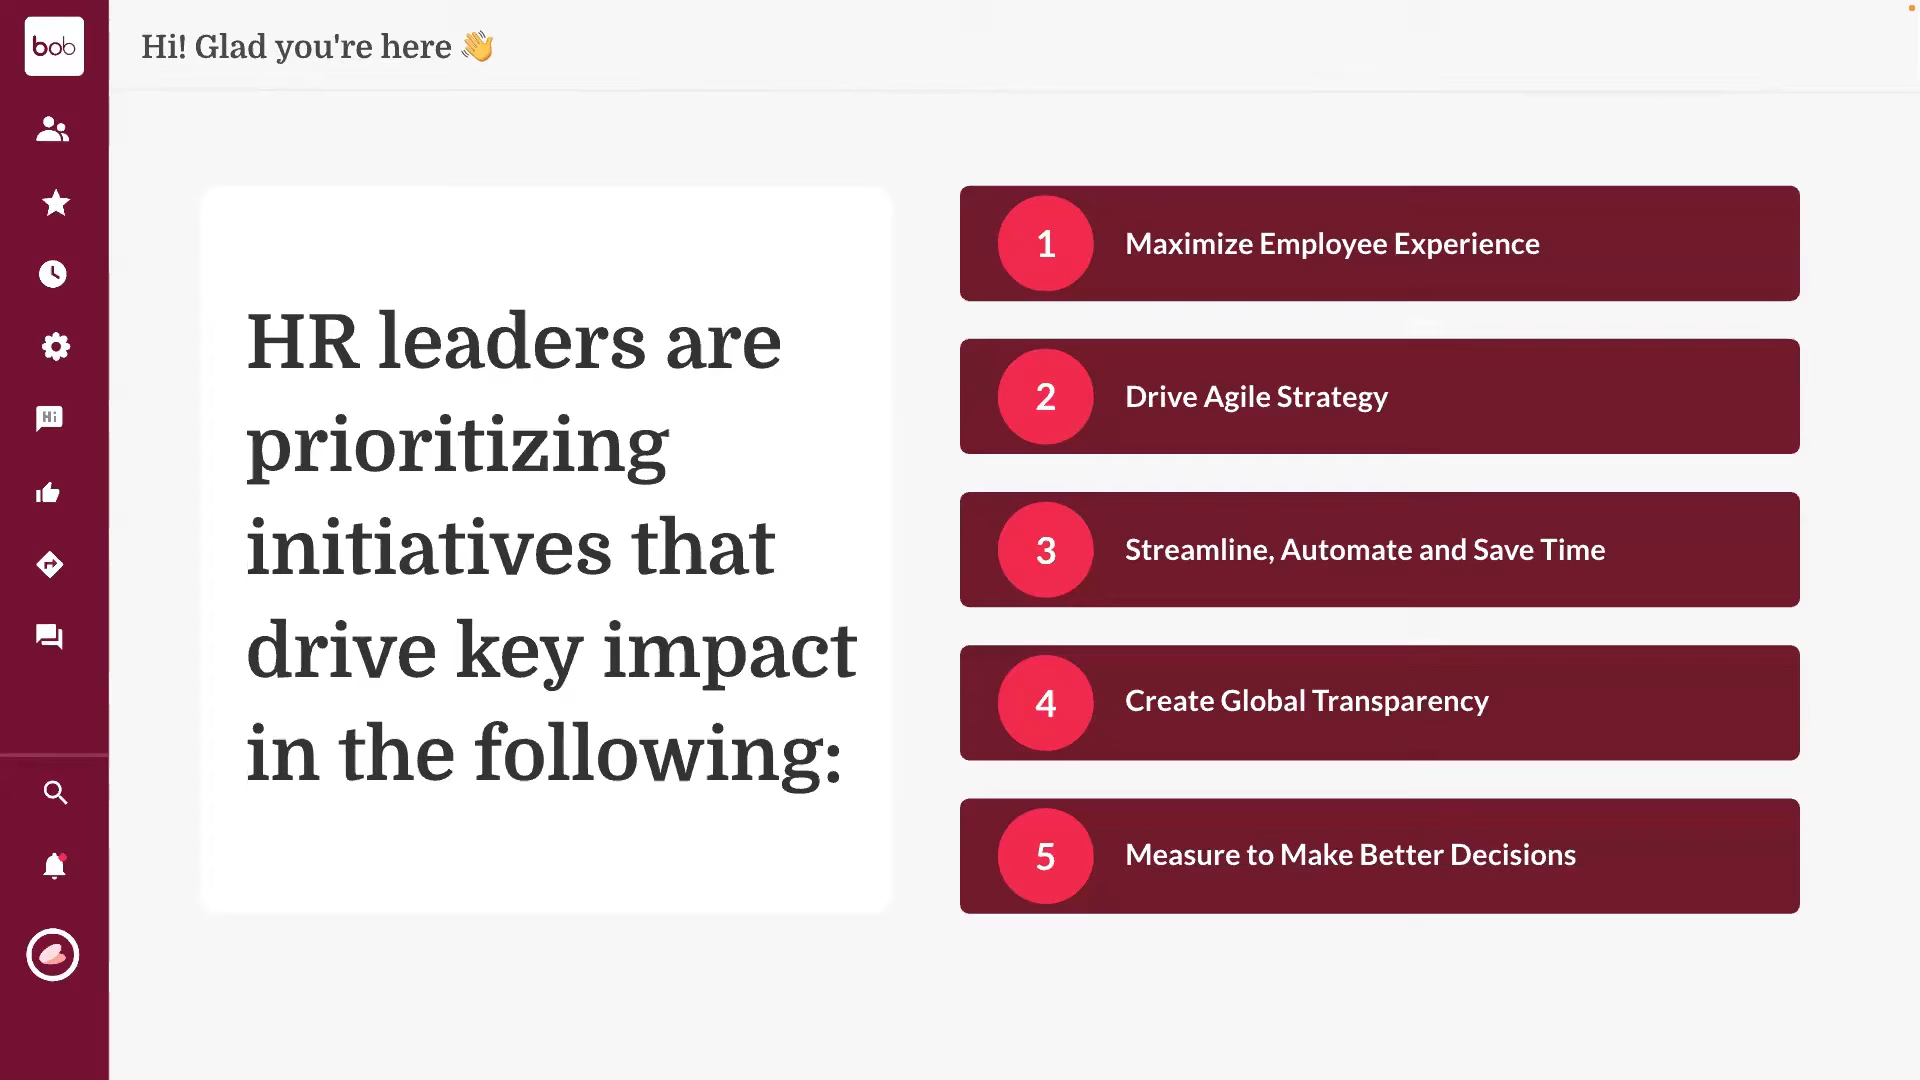 bob
Hi! Glad you're here 👋
Hi
HR leaders are
prioritizing
initiatives that
drive key impact
in the following:
1 Maximize Employee Experience
2 Drive Agile Strategy
3 Streamline, Automate and Save Time
4 Create Global Transparency
5 Measure to Make Better Decisions